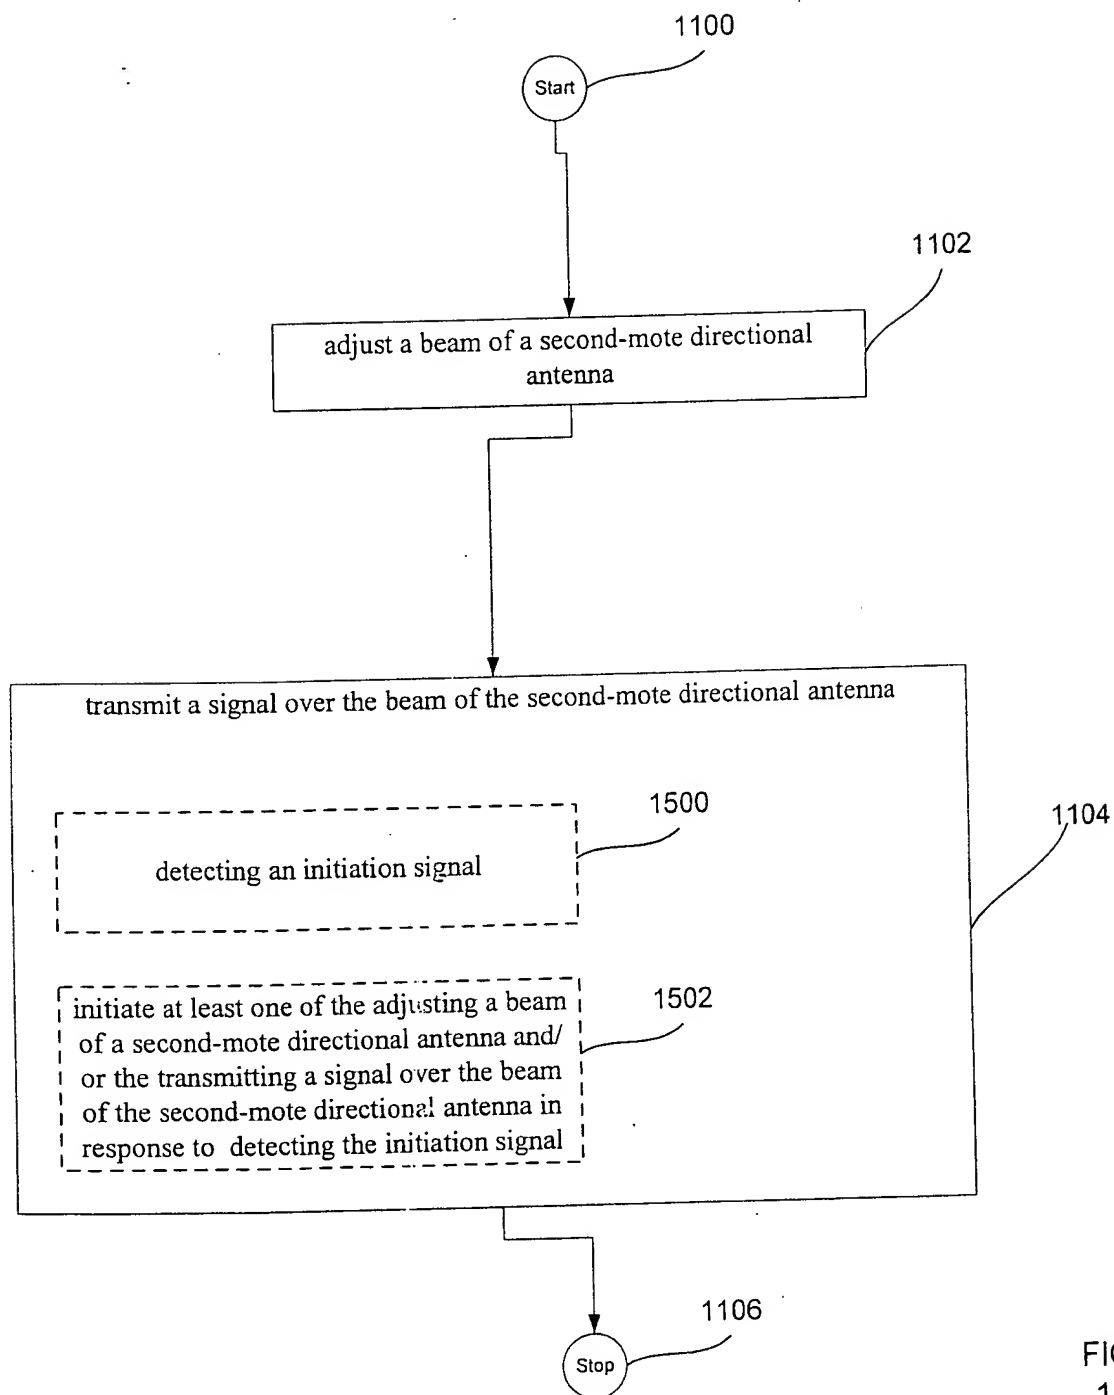 1100
Start
1102
adjust a beam of a second-mote directional
antenna
transmit a signal over the beam of the second-mote directional antenna
1500
1104
detecting an initiation signal
initiate at least one of the adjusting a beam
1502
of a second-mote directional antenna and/
or the transmitting a signal over the beam
of the second-mote directional antenna in
response to detecting the initiation signal
1106
Stop